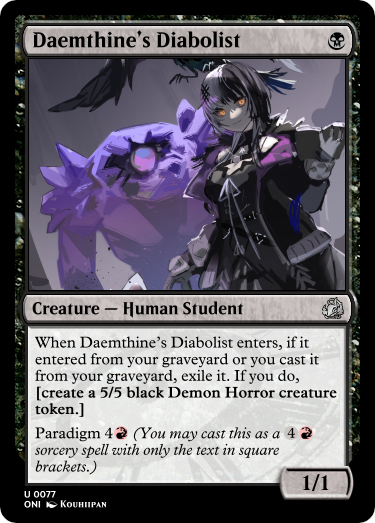 Daemthine's Diabolist
Creature — Human Student
When Daemthine's Diabolist enters, if it
entered from your graveyard or you cast it
from your graveyard, exile it. If you do,
[create a 5/5 black Demon Horror creature
token.]
Paradigm 4 (You may cast this as a 4
sorcery spell with only the text in square
brackets.)
1/1
U 0077
ONI Kouhiipan